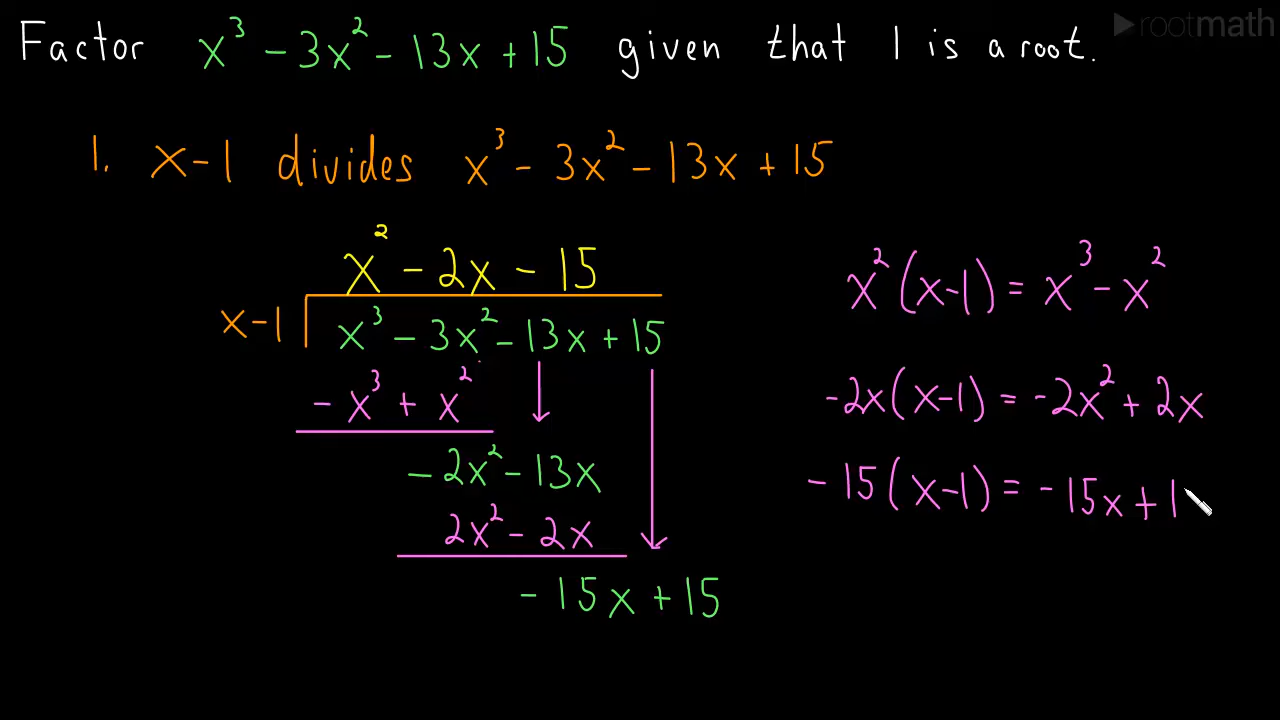 rootmath
Factor x³ - 3x² - 13x + 15 given that 1 is a root.
1. x-1 divides x³ - 3x² - 13x + 15
x² - 2x - 15
x-1 x³ - 3x² - 13x + 15
- x³ + x²
- 2x² - 13x
2x² - 2x
- 15x + 15
x² (x-1) = x³ - x²
-2x (x-1) = -2x² + 2x
-15 (x-1) = -15x + 1